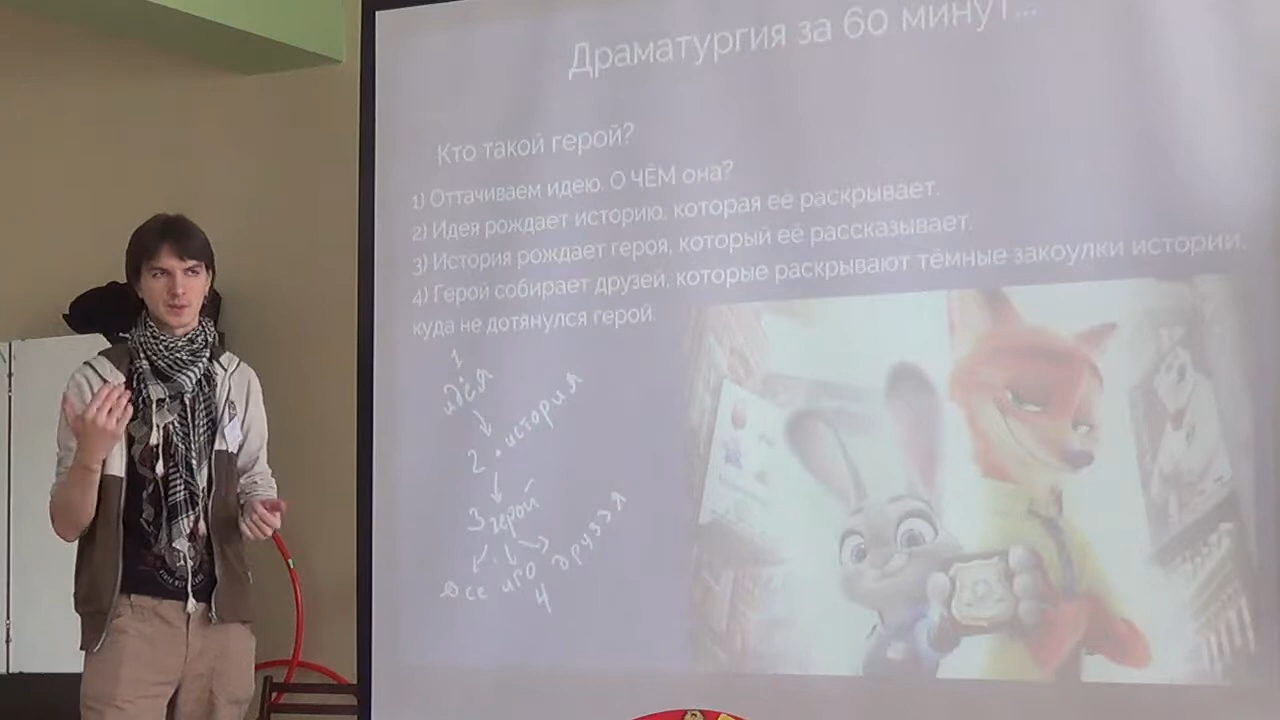 Драматургия за 60 минут...
Кто такой герой?
1) Оттачиваем идею. О ЧЁМ она?
2) Идея рождает историю, которая её раскрывает.
3) История рождает героя, который её рассказывает.
4) Герой собирает друзей, которые раскрывают тёмные закоулки истории,
куда не дотянулся герой.
1
идея
2. история
3 герой
все его друзья
4